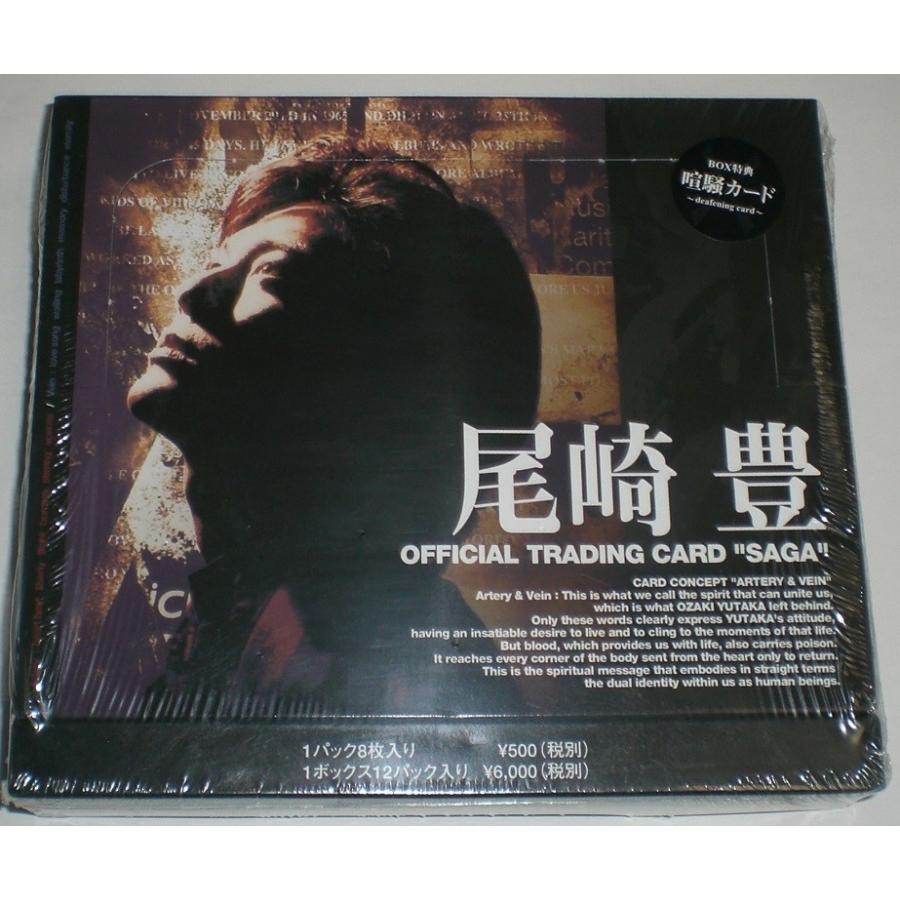 BOX特典
喧騒カード
～deafening card～
尾崎 豊
OFFICIAL TRADING CARD "SAGA"!
CARD CONCEPT "ARTERY & VEIN"
Artery & Vein : This is what we call the spirit that can unite us,
which is what OZAKI YUTAKA left behind.
Only these words clearly express YUTAKA's attitude,
having an insatiable desire to live and to cling to the moments of that life.
But blood, which provides us with life, also carries poison.
It reaches every corner of the body sent from the heart only to return.
This is the spiritual message that embodies in straight terms
the dual identity within us as human beings.
1パック8枚入り ¥500(税別)
1ボックス12パック入り ¥6,000(税別)